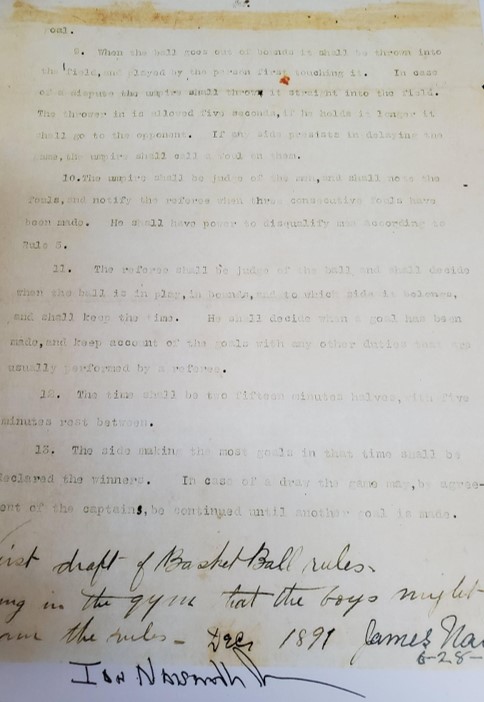 oal.
9. When the ball goes out of bounds it shall be thrown into
the field,and played by the person first touching it. In case
of a dispute the umpire shall throw it straight into the field.
The thrower in is allowed five seconds,if he holds it longer it
shall go to the opponent. If any side presists in delaying the
game,the umpire shall call a foul on them.
10.The umpire shall be judge of the men,and shall note the
fouls,and notify the referee when three consecutive fouls have
been made. He shall have power to disqualify men according to
Rule 5.
11. The referee shall be judge of the ball and shall decide
when the ball is in play,in bounds,and to which side it belongs,
and shall keep the time. He shall decide when a goal has been
made,and keep account of the goals with any other duties that are
usually performed by a referee.
12. The time shall be two fifteen minutes halves, with five
minutes rest between.
13. The side making the most goals in that time shall be
declared the winners. In case of a draw the game may,be agree-
ent of the captains,be continued until another goal is made.
irst draft of Basket Ball rules.
ng in the gym that the boys might
rn the rules - Dec 1891 James Nai
6-28-